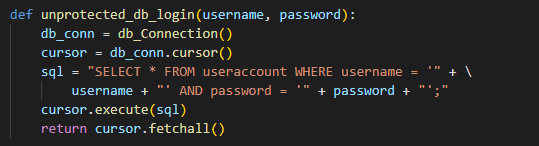 def unprotected_db_login(username, password):
    db_conn = db_Connection()
    cursor = db_conn.cursor()
    sql = "SELECT * FROM useraccount WHERE username = '" + \
        username + "' AND password = '" + password + "';"
    cursor.execute(sql)
    return cursor.fetchall()